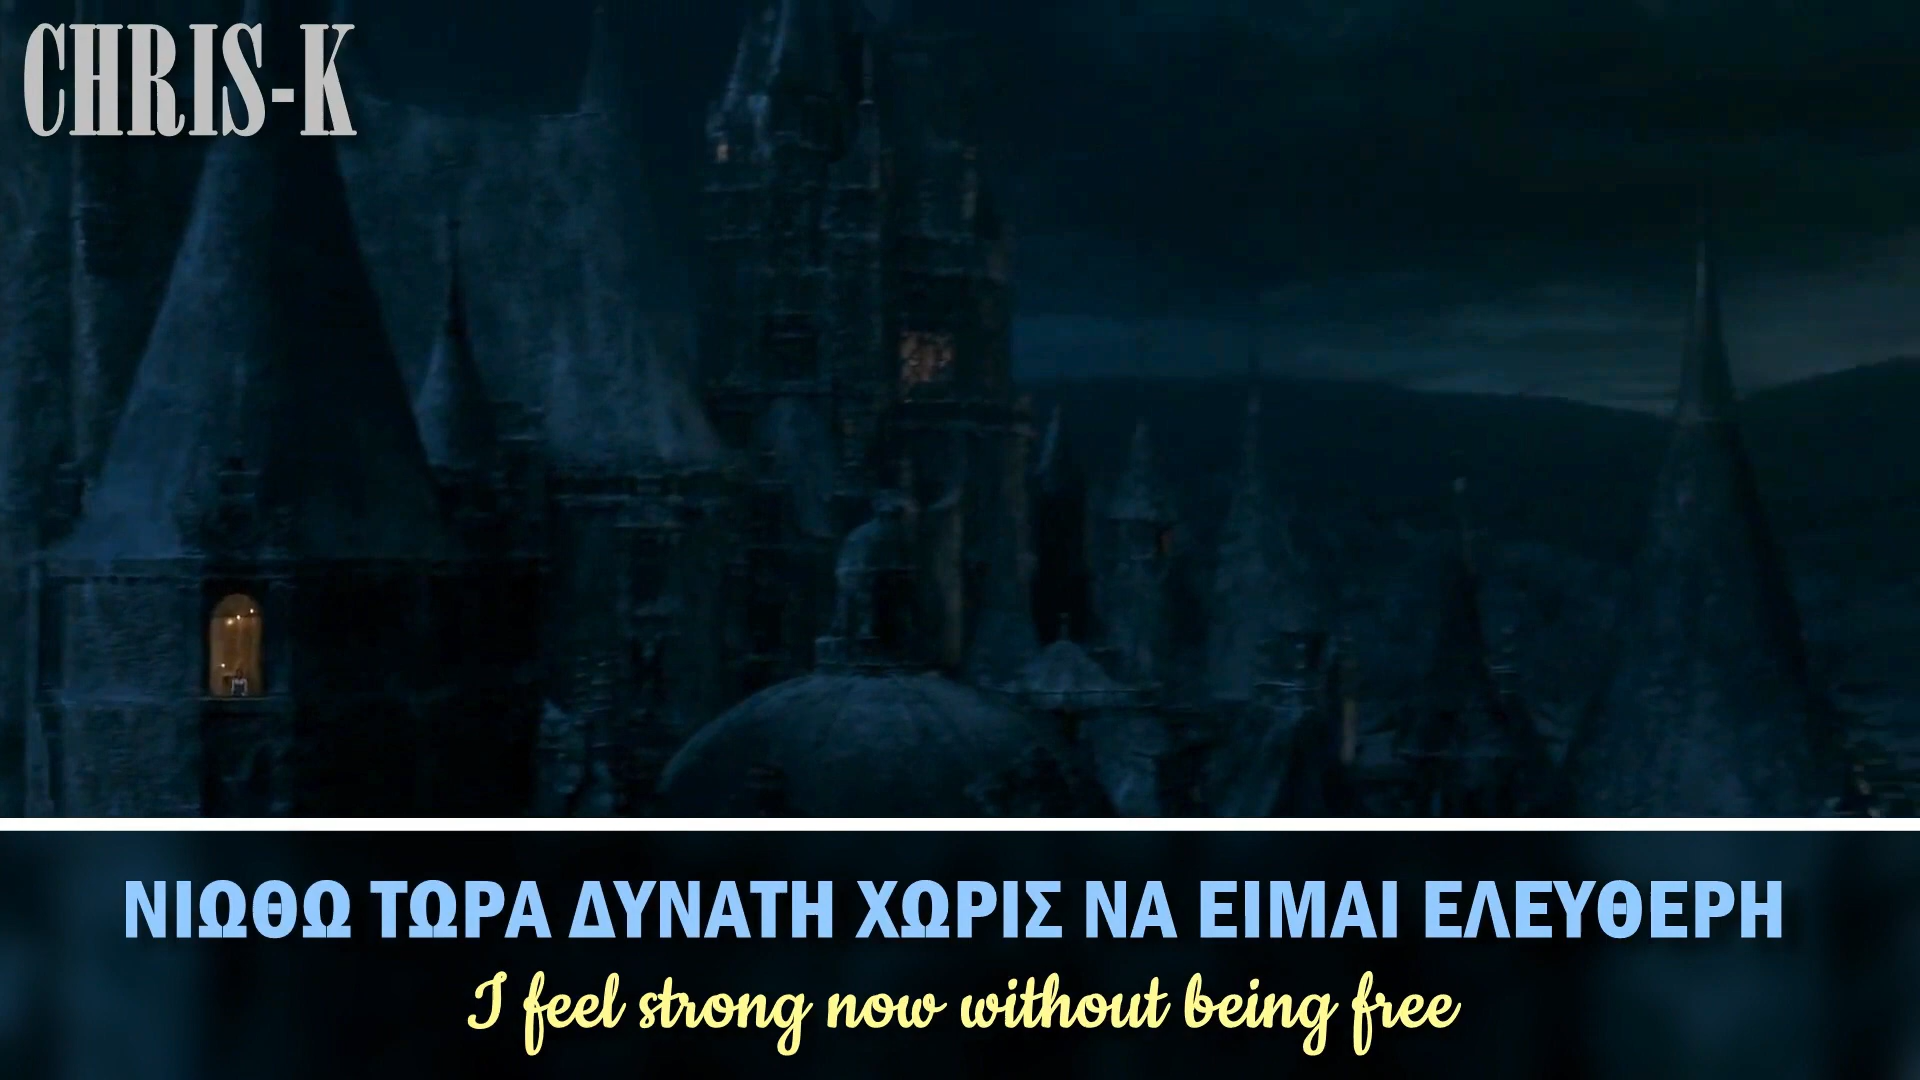 CHRIS-K
ΝΙΩΘΩ ΤΩΡΑ ΔΥΝΑΤΗ ΧΩΡΙΣ ΝΑ ΕΙΜΑΙ ΕΛΕΥΘΕΡΗ
I feel strong now without being free